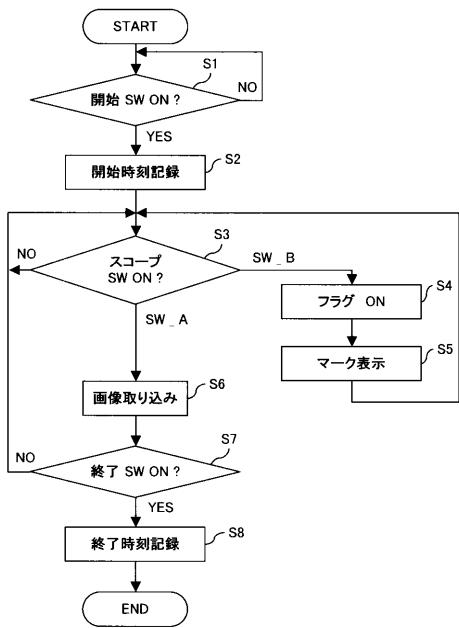 START
S1
開始 SW ON ?
NO
YES
S2
開始時刻記録
S3
NO
スコープ
SW ON ?
SW _ B
S4
フラグ ON
SW _ A
S5
マーク表示
S6
画像取り込み
S7
NO
終了 SW ON ?
YES
S8
終了時刻記録
END